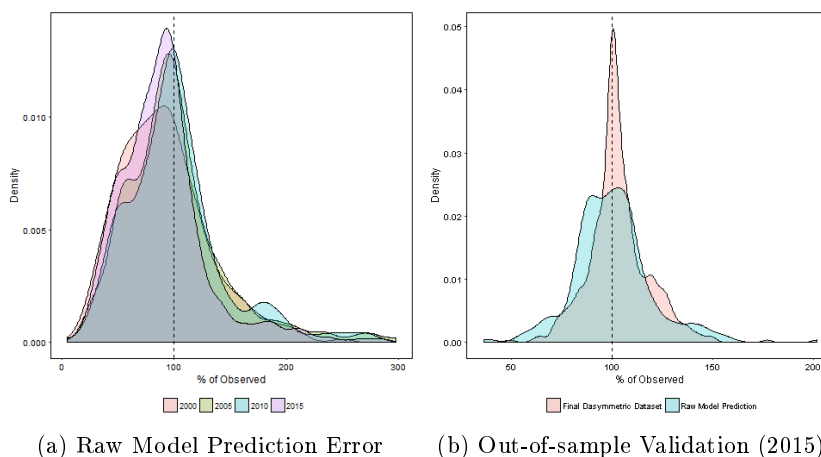 0.010
0.005
0.000
Density
0
100
200
300
% of Observed
2000 2005 2010 2015
(a) Raw Model Prediction Error
0.05
0.04
0.03
0.02
0.01
0.00
Density
50
100
150
200
% of Observed
Final Dasymetric Dataset Raw Model Prediction
(b) Out-of-sample Validation (2015)